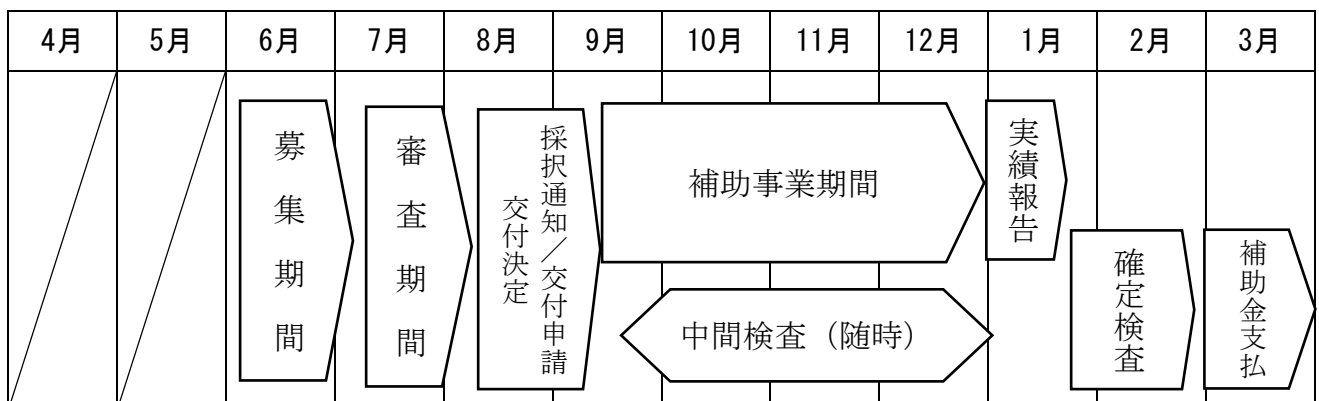 4月
5月
6月
7月
8月
9月
10月
11月
12月
1月
2月
3月
募集期間
審査期間
採択通知／交付申請
交付決定
補助事業期間
中間検査（随時）
実績報告
確定検査
補助金支払